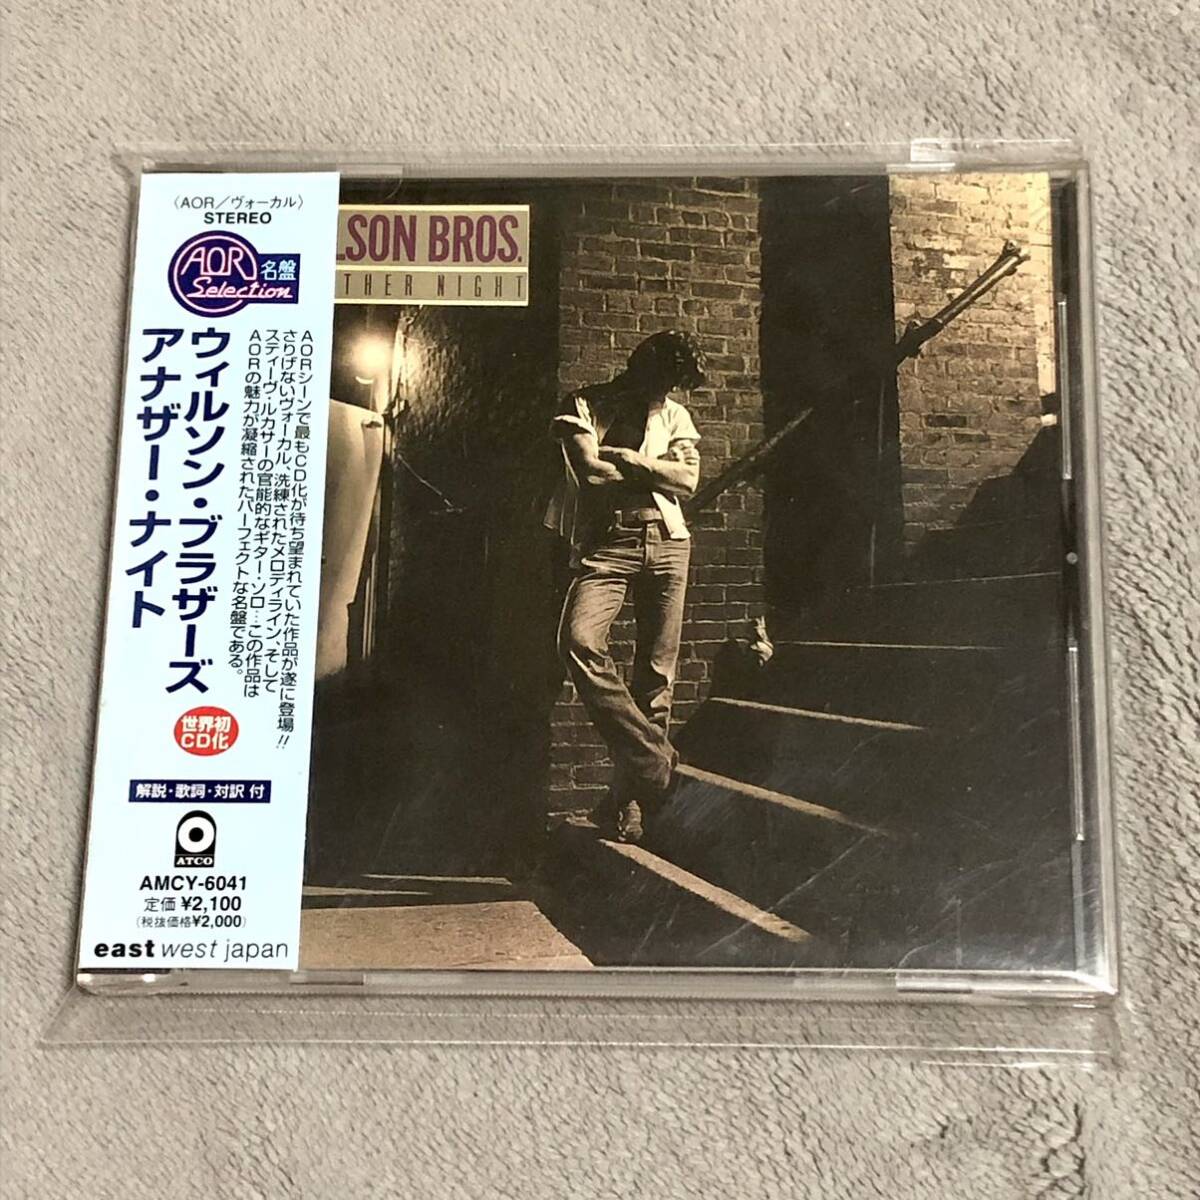 〈AOR／ヴォーカル〉
STEREO
AOR
Selection
名盤
ウィルソン・ブラザーズ
アナザー・ナイト
AORシーンで最もCD化が待ち望まれていた作品が遂に登場!!
さりげないヴォーカル、洗練されたメロディライン、そして
スティーヴ・ルカサーの官能的なギター・ソロ…この作品は
AORの魅力が凝縮されたパーフェクトな名盤である。
世界初
CD化
解説・歌詞・対訳 付
ATCO
AMCY-6041
定価 ¥2,100
(税抜価格¥2,000)
east west japan
LSON BROS.
THER NIGHT